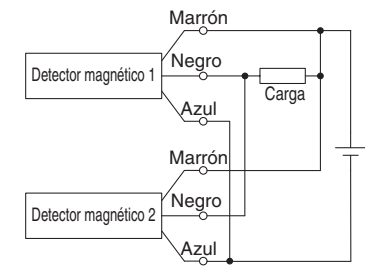 Marrón
Detector magnético 1
Negro
Carga
Azul
Marrón
Detector magnético 2
Negro
Azul